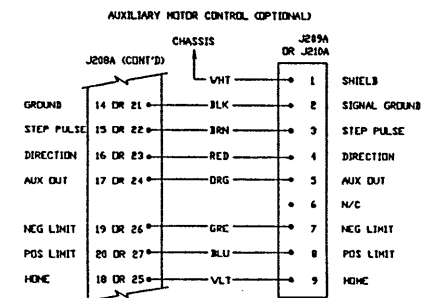 AUXILIARY MOTOR CONTROL (OPTIONAL)
CHASSIS
J209A
OR J210A
J208A (CONT'D)
WHT 1 SHIELD
GROUND 14 OR 21 BLK 2 SIGNAL GROUND
STEP PULSE 15 OR 22 BRN 3 STEP PULSE
DIRECTION 16 OR 23 RED 4 DIRECTION
AUX OUT 17 OR 24 ORG 5 AUX OUT
6 N/C
NEG LIMIT 19 OR 26 GRE 7 NEG LIMIT
POS LIMIT 20 OR 27 BLU 8 POS LIMIT
HOME 18 OR 25 VLT 9 HOME